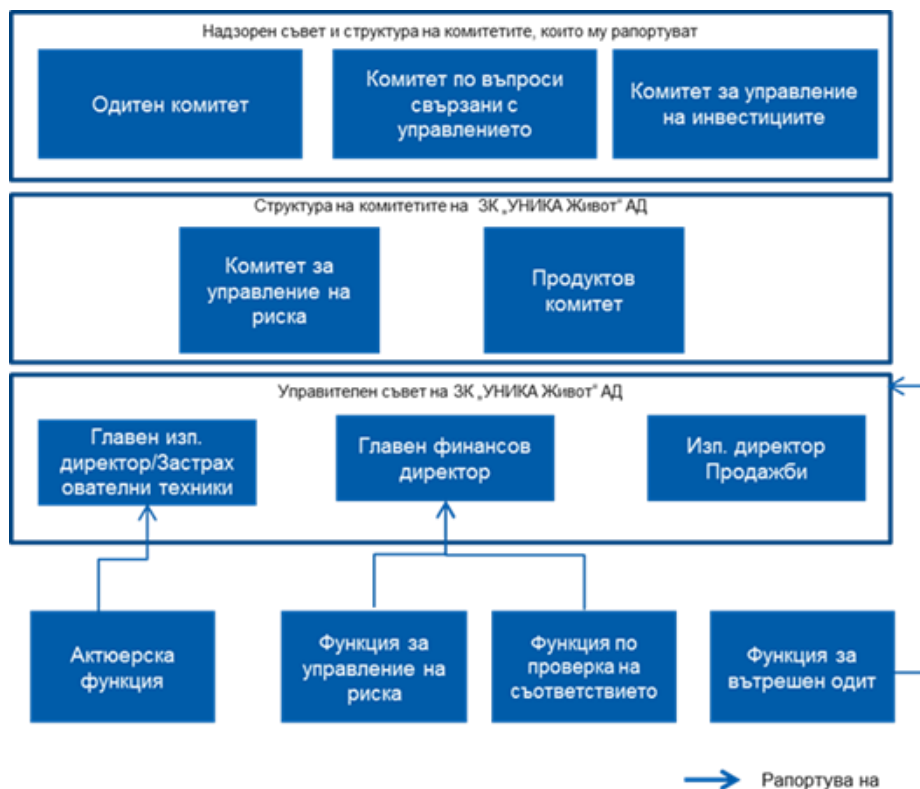 Надзорен съвет и структура на комитетите, които му рапортуват
Одитен комитет
Комитет по въпроси
свързани с
управлението
Комитет за управление
на инвестициите
Структура на комитетите на ЗК „УНИКА Живот“ АД
Комитет за
управление на
риска
Продуктов
комитет
Управителен съвет на ЗК „УНИКА Живот“ АД
Главен изп.
директор/Застрах
ователни техники
Главен финансов
директор
Изп. директор
Продажби
Актюерска
функция
Функция за
управление на
риска
Функция по
проверка на
съответствието
Функция за
вътрешен одит
Рапортува на